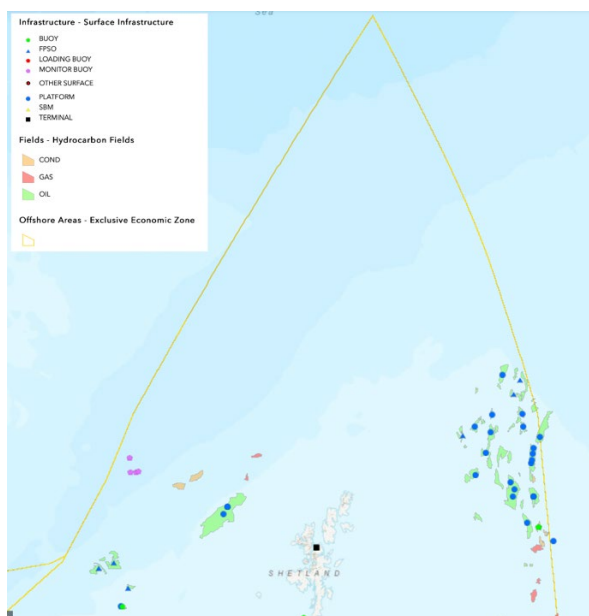 Sea
Infrastructure - Surface Infrastructure
BUOY
FPSO
LOADING BUOY
MONITOR BUOY
OTHER SURFACE
PLATFORM
SBM
TERMINAL
Fields - Hydrocarbon Fields
COND
GAS
OIL
Offshore Areas - Exclusive Economic Zone
SHETLAND